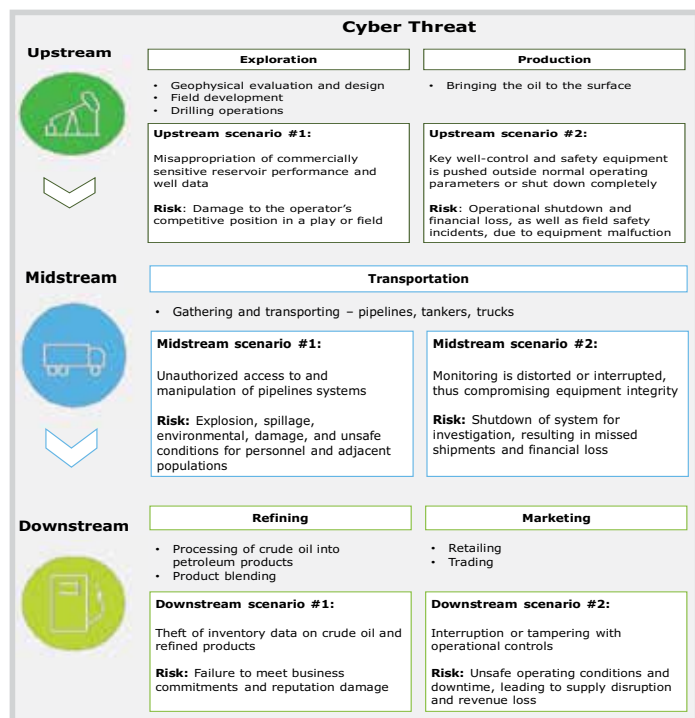 Cyber Threat
Upstream
Exploration
• Geophysical evaluation and design
• Field development
• Drilling operations
Upstream scenario #1:
Misappropriation of commercially
sensitive reservoir performance and
well data
Risk: Damage to the operator's
competitive position in a play or field
Production
• Bringing the oil to the surface
Upstream scenario #2:
Key well-control and safety equipment
is pushed outside normal operating
parameters or shut down completely
Risk: Operational shutdown and
financial loss, as well as field safety
incidents, due to equipment malfuction
Midstream
Transportation
• Gathering and transporting – pipelines, tankers, trucks
Midstream scenario #1:
Unauthorized access to and
manipulation of pipelines systems
Risk: Explosion, spillage,
environmental, damage, and unsafe
conditions for personnel and adjacent
populations
Midstream scenario #2:
Monitoring is distorted or interrupted,
thus compromising equipment integrity
Risk: Shutdown of system for
investigation, resulting in missed
shipments and financial loss
Downstream
Refining
• Processing of crude oil into
petroleum products
• Product blending
Downstream scenario #1:
Theft of inventory data on crude oil and
refined products
Risk: Failure to meet business
commitments and reputation damage
Marketing
• Retailing
• Trading
Downstream scenario #2:
Interruption or tampering with
operational controls
Risk: Unsafe operating conditions and
downtime, leading to supply disruption
and revenue loss